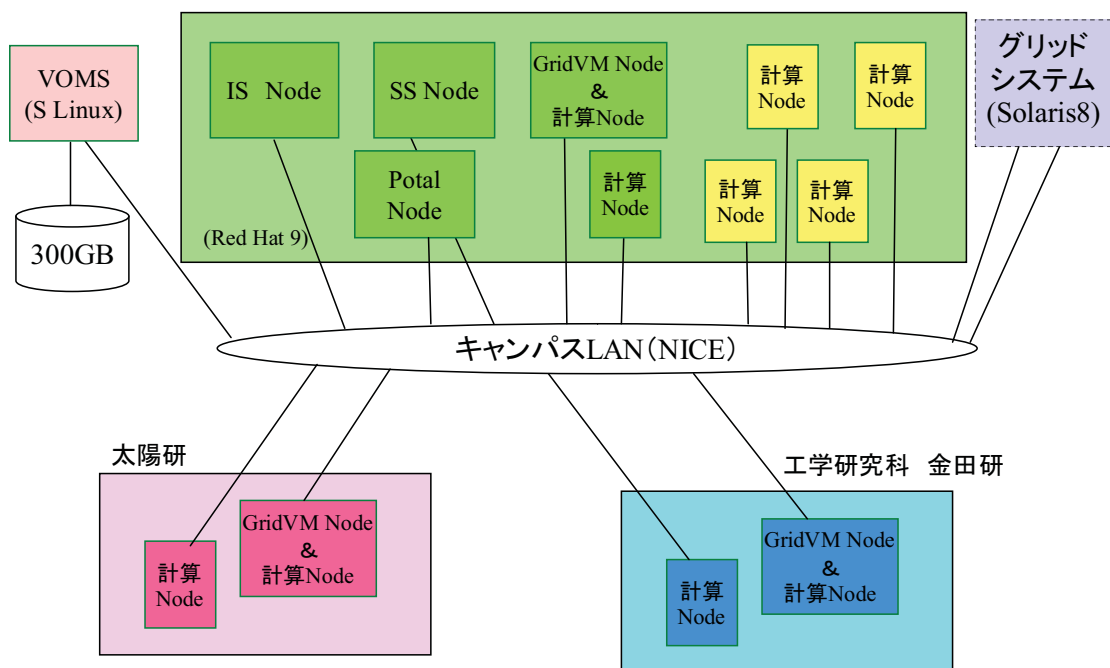 VOMS
(S Linux)
300GB
IS Node
SS Node
Potal
Node
GridVM Node
&
計算Node
計算
Node
計算
Node
計算
Node
計算
Node
計算
Node
(Red Hat 9)
グリッド
システム
(Solaris8)
キャンパスLAN(NICE)
太陽研
計算
Node
GridVM Node
&
計算Node
工学研究科 金田研
計算
Node
GridVM Node
&
計算Node